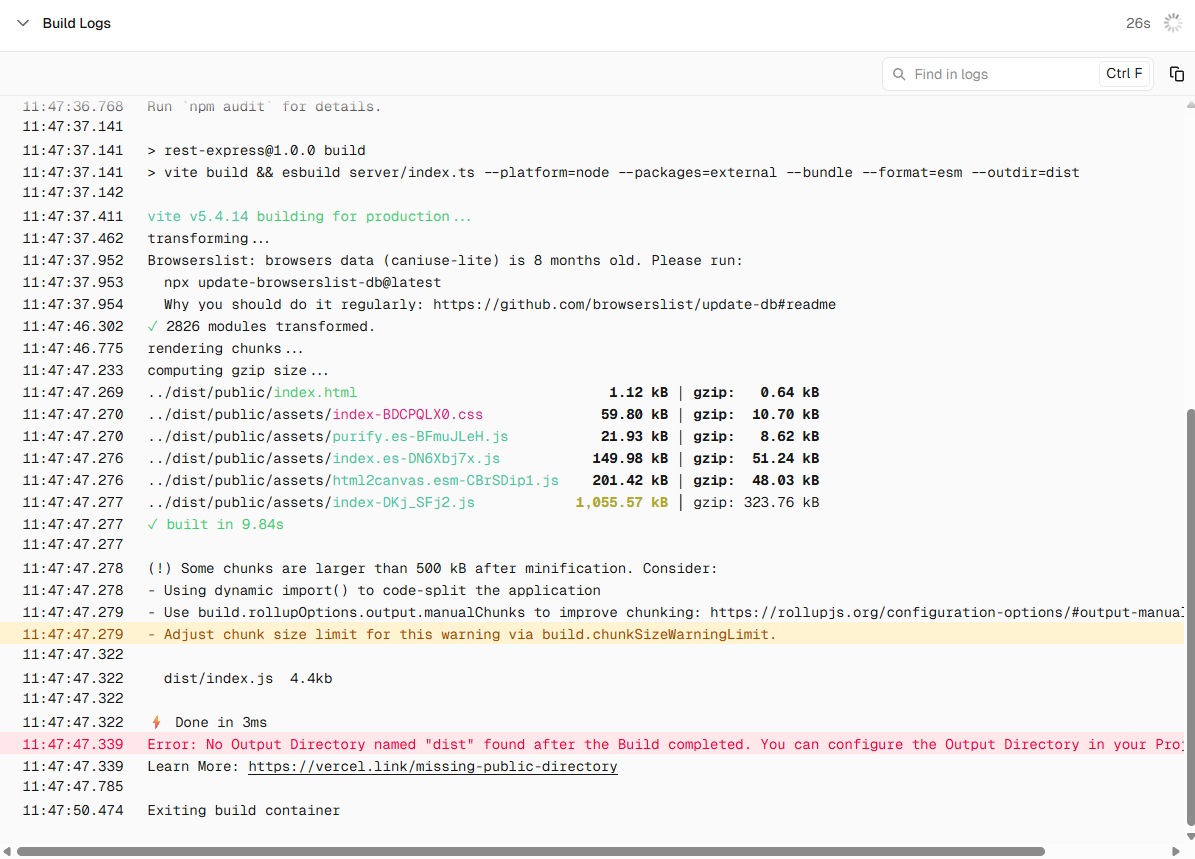 Build Logs
26s
Find in logs
Ctrl F
11:47:36.768 Run `npm audit` for details.
11:47:37.141
11:47:37.141 > rest-express@1.0.0 build
11:47:37.141 > vite build && esbuild server/index.ts --platform=node --packages=external --bundle --format=esm --outdir=dist
11:47:37.142
11:47:37.411 vite v5.4.14 building for production...
11:47:37.462 transforming...
11:47:37.952 Browserslist: browsers data (caniuse-lite) is 8 months old. Please run:
11:47:37.953 npx update-browserslist-db@latest
11:47:37.954 Why you should do it regularly: https://github.com/browserslist/update-db#readme
11:47:46.302 ✓ 2826 modules transformed.
11:47:46.775 rendering chunks...
11:47:47.233 computing gzip size...
11:47:47.269 ../dist/public/index.html 1.12 kB | gzip: 0.64 kB
11:47:47.270 ../dist/public/assets/index-BDCPQLX0.css 59.80 kB | gzip: 10.70 kB
11:47:47.270 ../dist/public/assets/purify.es-BFmuJLeH.js 21.93 kB | gzip: 8.62 kB
11:47:47.276 ../dist/public/assets/index.es-DN6Xbj7x.js 149.98 kB | gzip: 51.24 kB
11:47:47.276 ../dist/public/assets/html2canvas.esm-CBrSDip1.js 201.42 kB | gzip: 48.03 kB
11:47:47.277 ../dist/public/assets/index-DKj_SFj2.js 1,055.57 kB | gzip: 323.76 kB
11:47:47.277 ✓ built in 9.84s
11:47:47.277
11:47:47.278 (!) Some chunks are larger than 500 kB after minification. Consider:
11:47:47.278 - Using dynamic import() to code-split the application
11:47:47.279 - Use build.rollupOptions.output.manualChunks to improve chunking: https://rollupjs.org/configuration-options/#output-manual
11:47:47.279 - Adjust chunk size limit for this warning via build.chunkSizeWarningLimit.
11:47:47.322
11:47:47.322 dist/index.js 4.4kb
11:47:47.322
11:47:47.322 ⚡ Done in 3ms
11:47:47.339 Error: No Output Directory named "dist" found after the Build completed. You can configure the Output Directory in your Proj
11:47:47.339 Learn More: https://vercel.link/missing-public-directory
11:47:47.785
11:47:50.474 Exiting build container